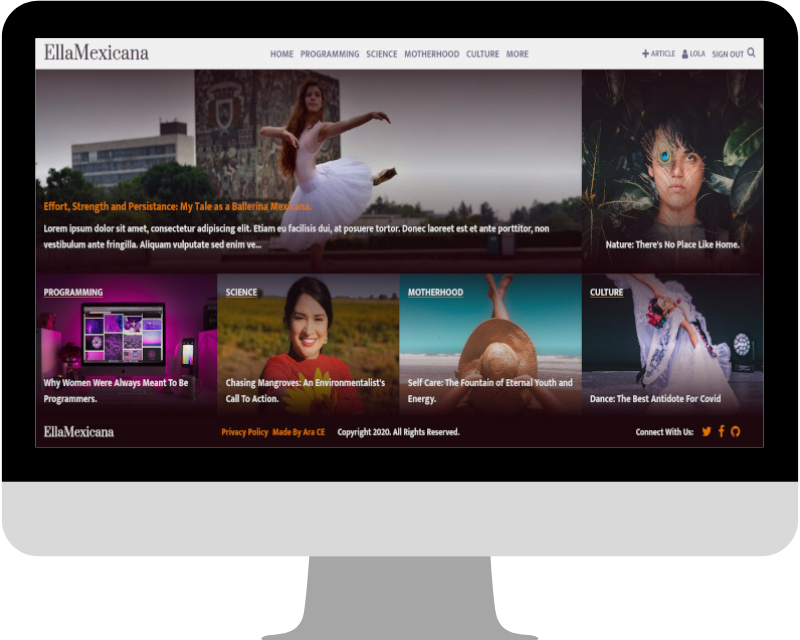 EllaMexicana
HOME PROGRAMMING SCIENCE MOTHERHOOD CULTURE MORE
ARTICLE LOLA SIGN OUT
Effort, Strength and Persistance: My Tale as a Ballerina Mexicana.
Lorem ipsum dolor sit amet, consectetur adipiscing elit. Etiam eu facilisis dui, at posuere tortor. Donec laoreet est et ante porttitor, non
vestibulum ante fringilla. Aliquam vulputate sed enim ve...
Nature: There's No Place Like Home.
PROGRAMMING
Why Women Were Always Meant To Be
Programmers.
SCIENCE
Chasing Mangroves: An Environmentalist's
Call To Action.
MOTHERHOOD
Self Care: The Fountain of Eternal Youth and
Energy.
CULTURE
Dance: The Best Antidote For Covid
EllaMexicana
Privacy Policy Made By Ara CE Copyright 2020. All Rights Reserved.
Connect With Us: